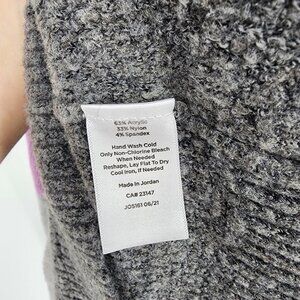 63% Acrylic
33% Nylon
4% Spandex
Hand Wash Cold
Only Non-Chlorine Bleach
When Needed
Reshape, Lay Flat To Dry
Cool Iron, If Needed
Made In Jordan
CA# 23147
JOS161 06/21